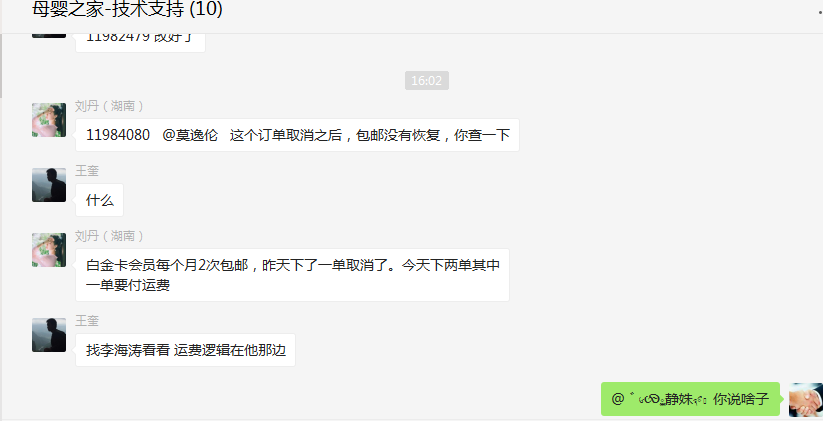 母婴之家-技术支持 (10)
11982479 改好了
16:02
刘丹（湖南）
11984080 @莫逸伦 这个订单取消之后，包邮没有恢复，你查一下
王奎
什么
刘丹（湖南）
白金卡会员每个月2次包邮，昨天下了一单取消了。今天下两单其中
一单要付运费
王奎
找李海涛看看 运费逻辑在他那边
@ 静姝 你说啥子